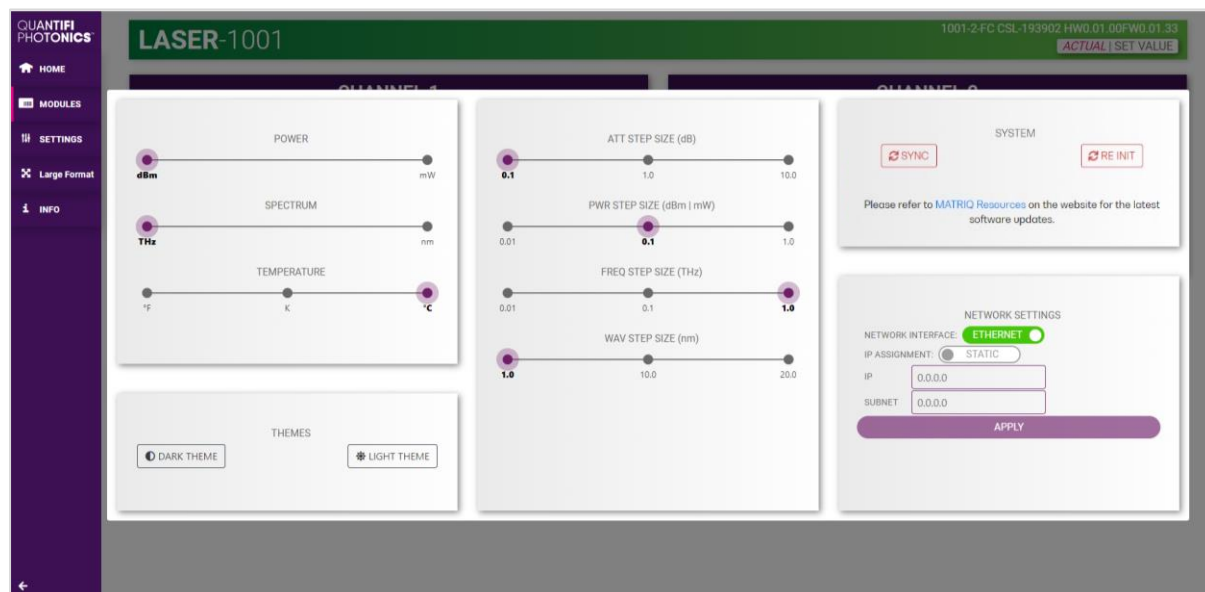 QUANTIFI
PHOTONICS
HOME
MODULES
SETTINGS
Large Format
INFO
LASER-1001
1001-2-FC CSL-193902 HW0.01.00FW0.01.33
ACTUAL | SET VALUE
CHANNEL 1
CHANNEL 2
POWER
dBm mW
SPECTRUM
THz nm
TEMPERATURE
°F K °C
THEMES
DARK THEME LIGHT THEME
ATT STEP SIZE (dB)
0.1 1.0 10.0
PWR STEP SIZE (dBm | mW)
0.01 0.1 1.0
FREQ STEP SIZE (THz)
0.01 0.1 1.0
WAV STEP SIZE (nm)
1.0 10.0 20.0
SYSTEM
SYNC RE INIT
Please refer to MATRIQ Resources on the website for the latest
software updates.
NETWORK SETTINGS
NETWORK INTERFACE: ETHERNET
IP ASSIGNMENT: STATIC
IP 0.0.0.0
SUBNET 0.0.0.0
APPLY